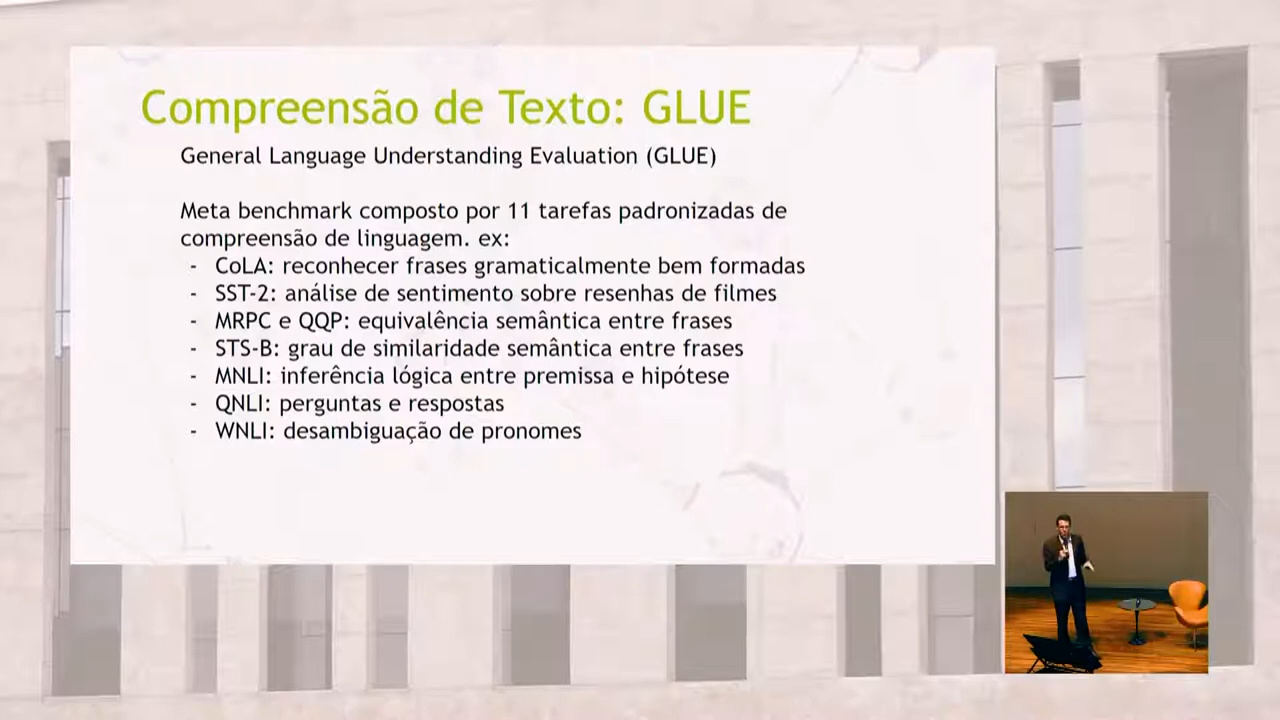 Compreensão de Texto: GLUE
General Language Understanding Evaluation (GLUE)
Meta benchmark composto por 11 tarefas padronizadas de
compreensão de linguagem. ex:
- CoLA: reconhecer frases gramaticalmente bem formadas
- SST-2: análise de sentimento sobre resenhas de filmes
- MRPC e QQP: equivalência semântica entre frases
- STS-B: grau de similaridade semântica entre frases
- MNLI: inferência lógica entre premissa e hipótese
- QNLI: perguntas e respostas
- WNLI: desambiguação de pronomes